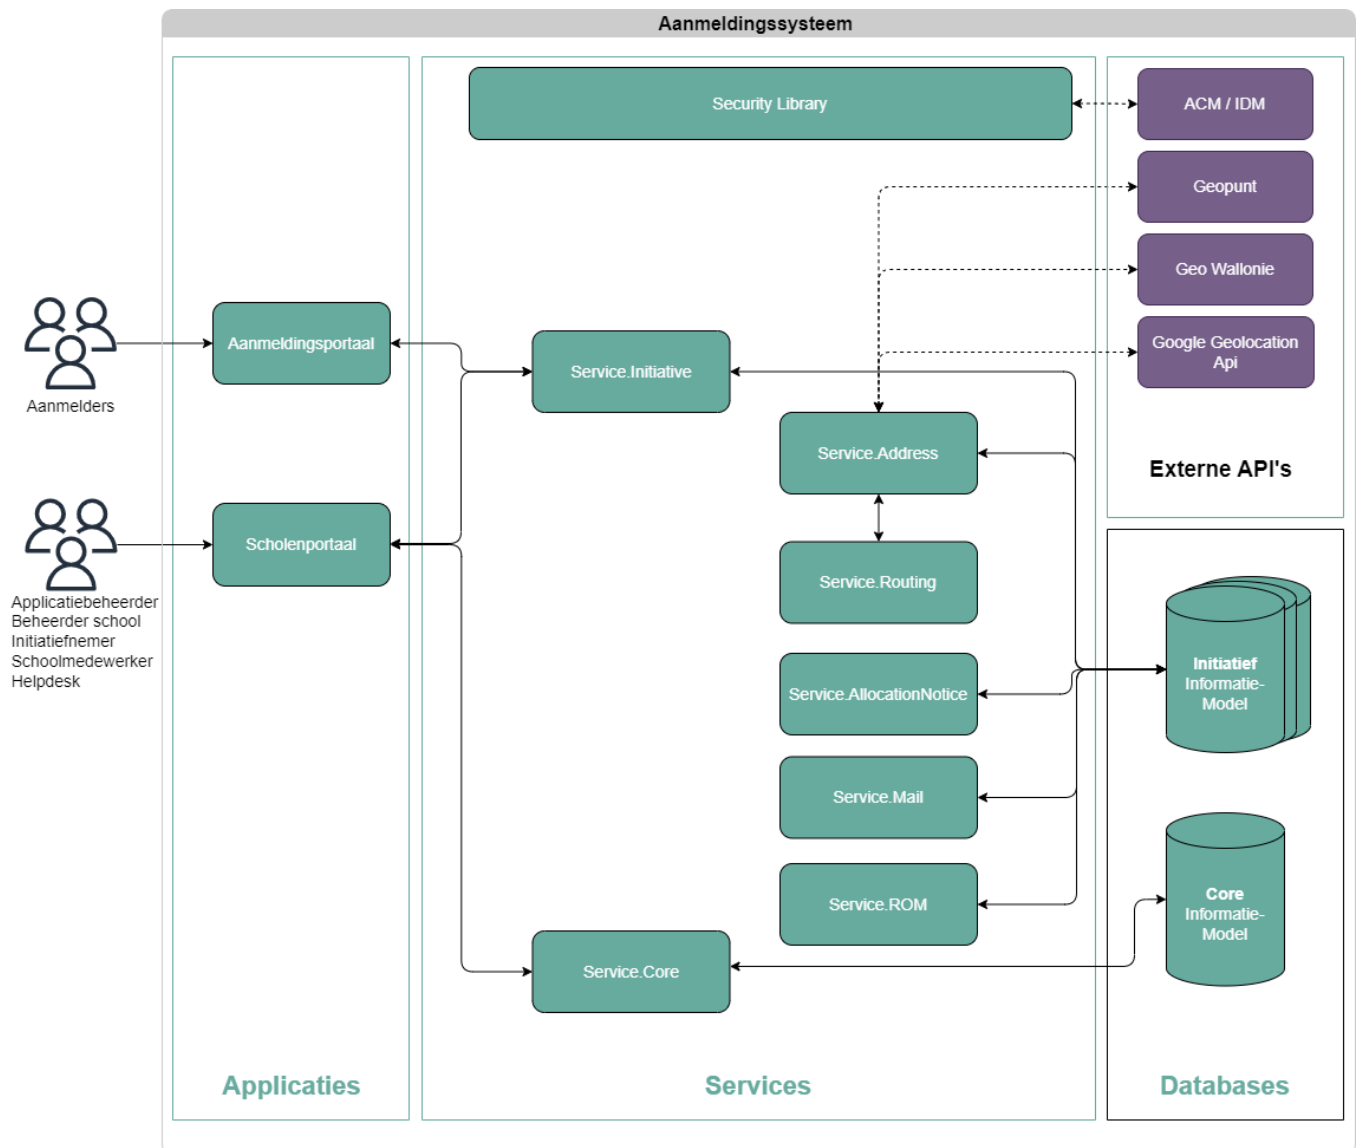 Aanmeldingssysteem
Security Library
ACM / IDM
Geopunt
Geo Wallonie
Google Geolocation
Api
Externe API's
Aanmelders
Aanmeldingsportaal
Service.Initiative
Service.Address
Scholenportaal
Service.Routing
Applicatiebeheerder
Beheerder school
Initiatiefnemer
Schoolmedewerker
Helpdesk
Service.AllocationNotice
Service.Mail
Service.ROM
Service.Core
Initiatief
Informatie-
Model
Core
Informatie-
Model
Applicaties
Services
Databases